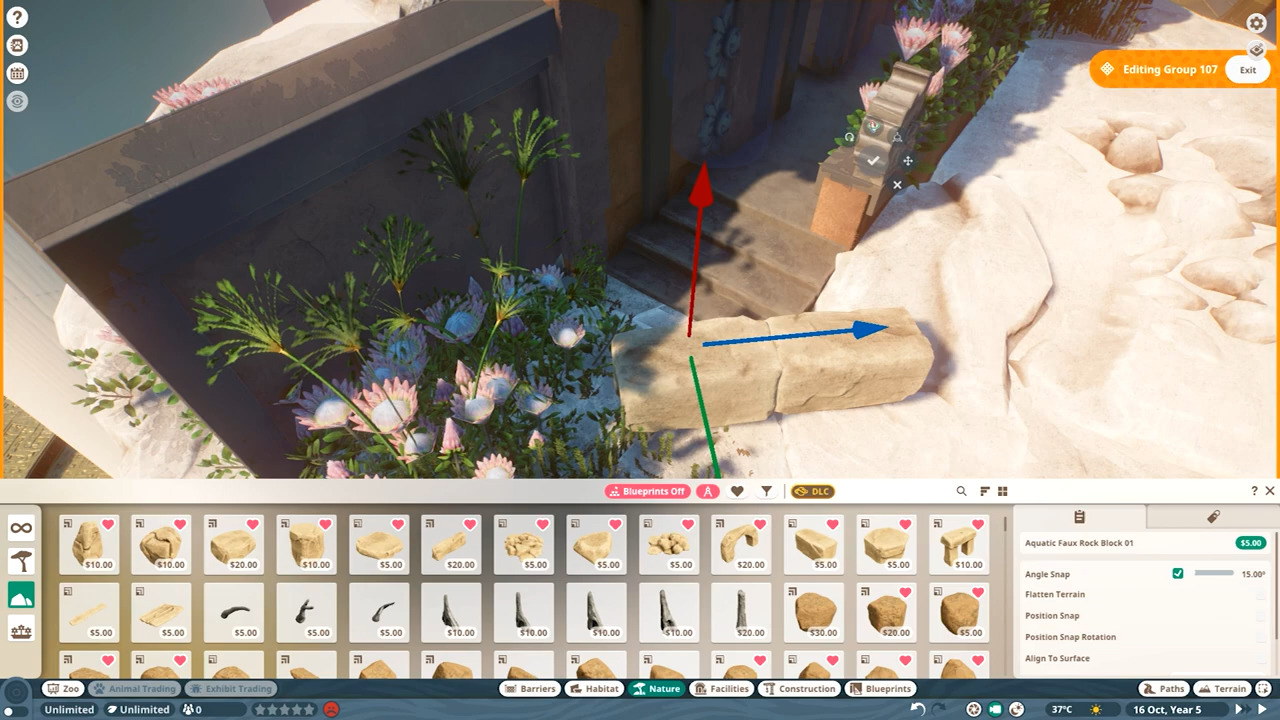 ?
Editing Group 107 Exit
Blueprints Off DLC ?
$10.00 $10.00 $20.00 $10.00 $5.00 $20.00 $5.00 $5.00 $5.00 $20.00 $5.00 $5.00 $10.00
Aquatic Faux Rock Block 01 $5.00
Angle Snap 15.00°
Flatten Terrain
$5.00 $5.00 $5.00 $5.00 $5.00 $10.00 $10.00 $10.00 $10.00 $20.00 $30.00 $20.00 $5.00
Position Snap
Position Snap Rotation
Align To Surface
Zoo Animal Trading Exhibit Trading Barriers Habitat Nature Facilities Construction Blueprints Paths Terrain
Unlimited Unlimited 0 37°C 16 Oct, Year 5